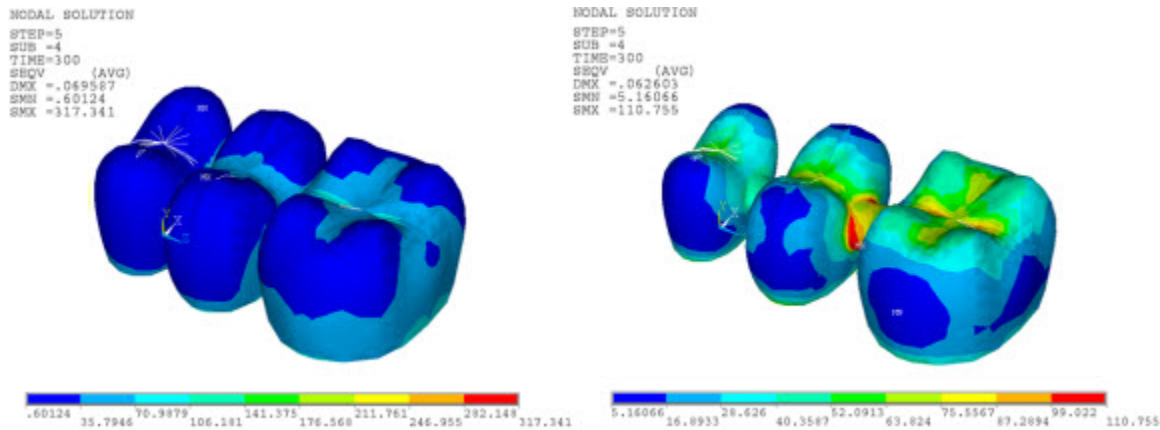 NODAL SOLUTION
STEP=5
SUB =4
TIME=300
SEQV (AVG)
DMX =.069587
SMN =.60124
SMX =317.341
MN
MX
.60124 70.9879 141.375 211.761 282.148
35.7946 106.181 176.568 246.955 317.341
NODAL SOLUTION
STEP=5
SUB =4
TIME=300
SEQV (AVG)
DMX =.062603
SMN =5.16066
SMX =110.755
MN
5.16066 28.626 52.0913 75.5567 99.022
16.8933 40.3587 63.824 87.2894 110.755